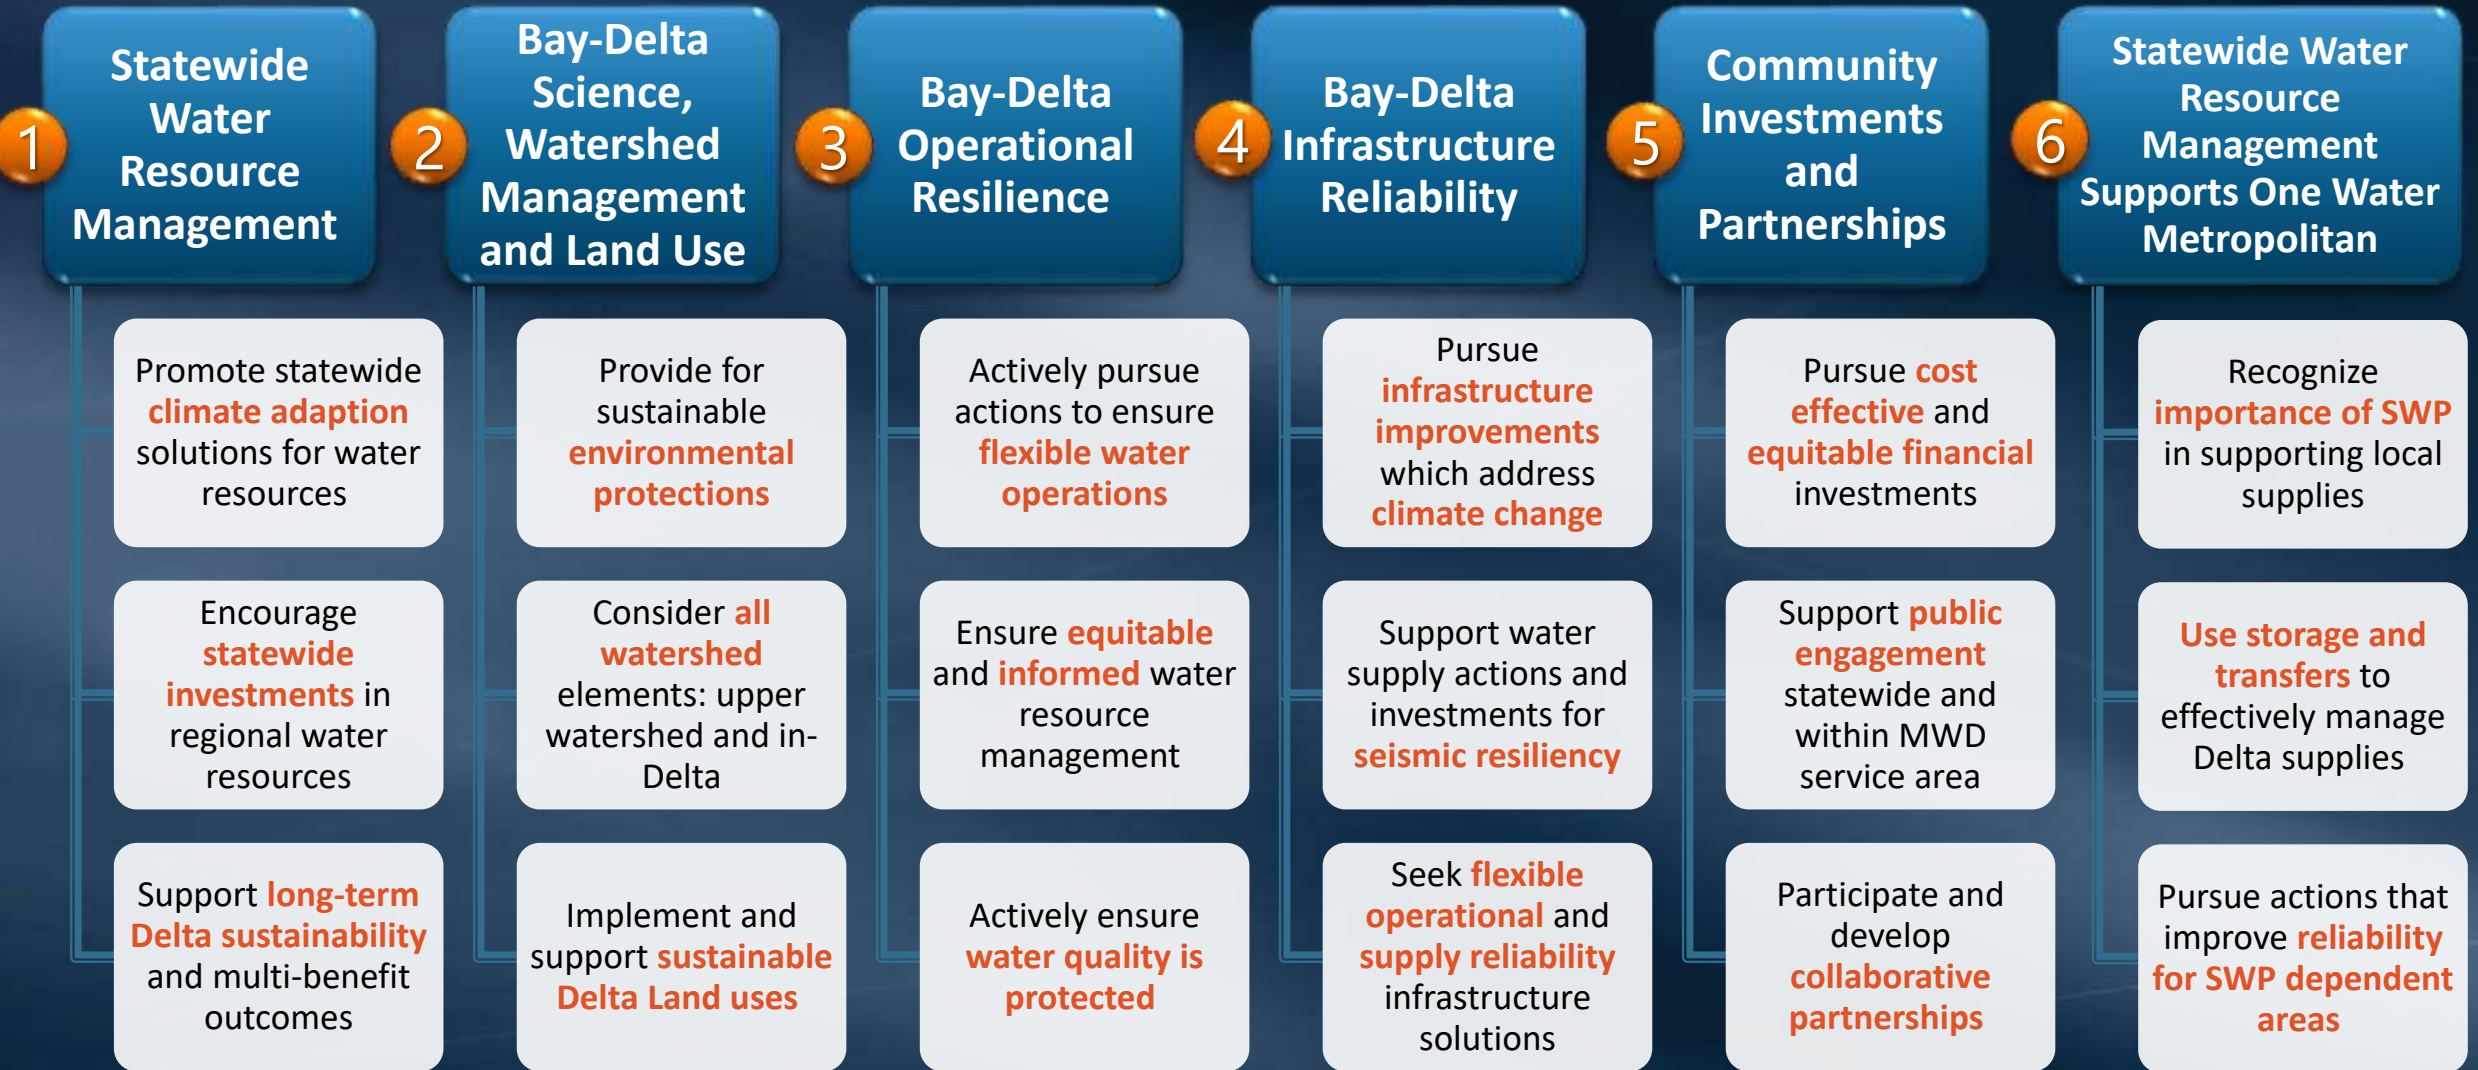 1
Statewide
Water
Resource
Management
Promote statewide
climate adaption
solutions for water
resources
Encourage
statewide
investments in
regional water
resources
Support long-term
Delta sustainability
and multi-benefit
outcomes
2
Bay-Delta
Science,
Watershed
Management
and Land Use
Provide for
sustainable
environmental
protections
Consider all
watershed
elements: upper
watershed and in-
Delta
Implement and
support sustainable
Delta Land uses
3
Bay-Delta
Operational
Resilience
Actively pursue
actions to ensure
flexible water
operations
Ensure equitable
and informed water
resource
management
Actively ensure
water quality is
protected
4
Bay-Delta
Infrastructure
Reliability
Pursue
infrastructure
improvements
which address
climate change
Support water
supply actions and
investments for
seismic resiliency
Seek flexible
operational and
supply reliability
infrastructure
solutions
5
Community
Investments
and
Partnerships
Pursue cost
effective and
equitable financial
investments
Support public
engagement
statewide and
within MWD
service area
Participate and
develop
collaborative
partnerships
6
Statewide Water
Resource
Management
Supports One Water
Metropolitan
Recognize
importance of SWP
in supporting local
supplies
Use storage and
transfers to
effectively manage
Delta supplies
Pursue actions that
improve reliability
for SWP dependent
areas